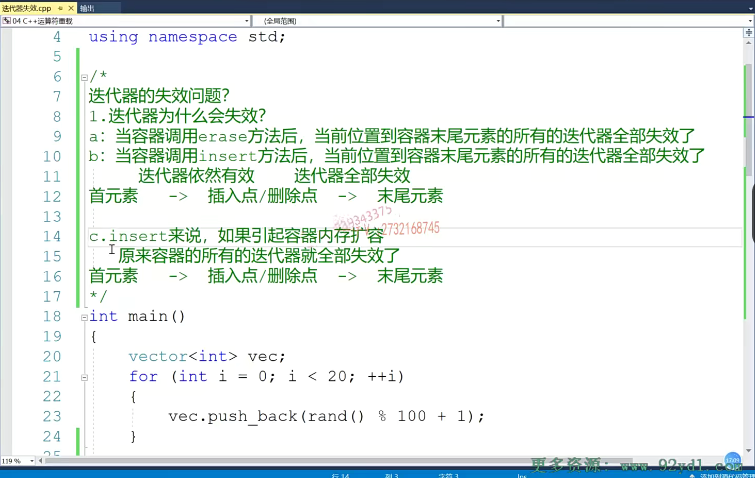 迭代器失效.cpp 输出
04 C++运算符重载 (全局范围)
4 using namespace std;
5
6 /*
7 迭代器的失效问题?
8 1.迭代器为什么会失效?
9 a: 当容器调用erase方法后，当前位置到容器末尾元素的所有的迭代器全部失效了
10 b: 当容器调用insert方法后，当前位置到容器末尾元素的所有的迭代器全部失效了
11 迭代器依然有效 迭代器全部失效
12 首元素 -> 插入点/删除点 -> 末尾元素
13
14 c.insert来说，如果引起容器内存扩容
15 原来容器的所有的迭代器就全部失效了
16 首元素 -> 插入点/删除点 -> 末尾元素
17 */
18 int main()
19 {
20 vector<int> vec;
21 for (int i = 0; i < 20; ++i)
22 {
23 vec.push_back(rand() % 100 + 1);
24 }
2732168745
119 %
行 14 列 3 字符 3 Ins